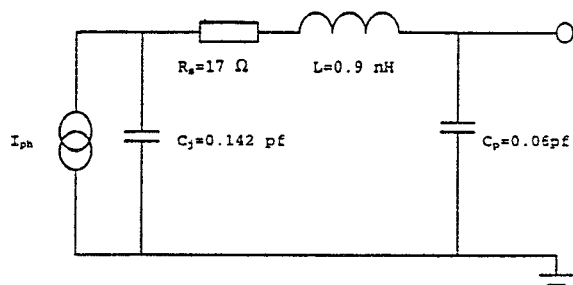 Rs=17 Ω
L=0.9 nH
Iph
Cj=0.142 pf
Cp=0.06pf